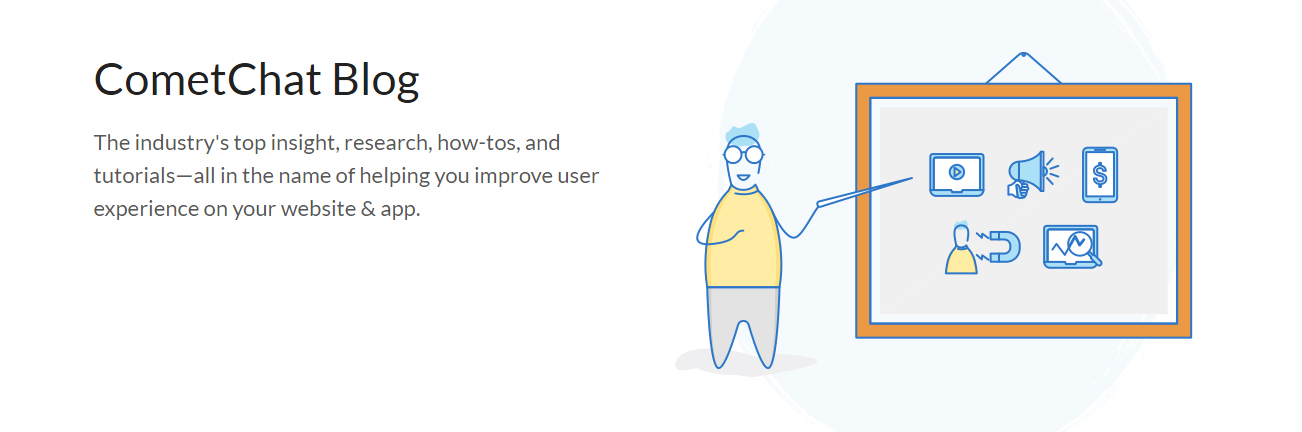 CometChat Blog
The industry's top insight, research, how-tos, and
tutorials—all in the name of helping you improve user
experience on your website & app.
$